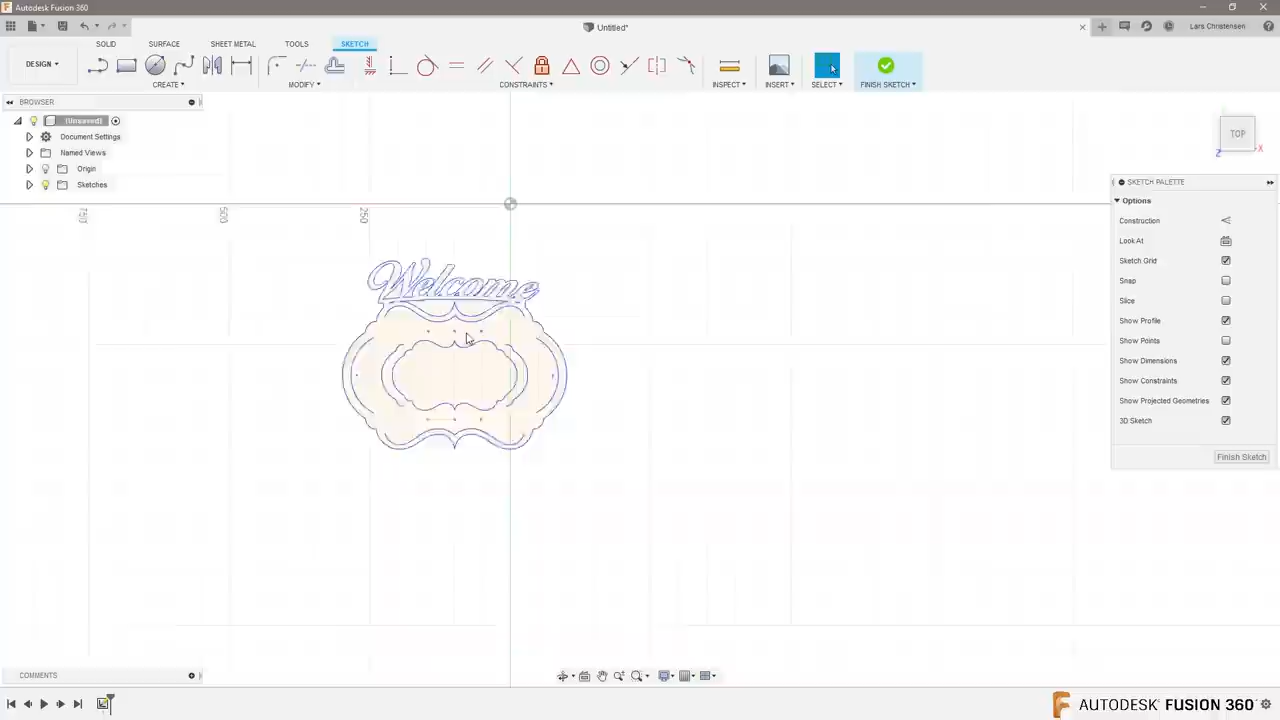 Autodesk Fusion 360
Untitled*
Lars Christensen
SOLID SURFACE SHEET METAL TOOLS SKETCH
DESIGN
CREATE MODIFY CONSTRAINTS INSPECT INSERT SELECT FINISH SKETCH
BROWSER
(Unsaved)
Document Settings
Named Views
Origin
Sketches
TOP
X
Z
SKETCH PALETTE
Options
Construction
Look At
Sketch Grid
Snap
Slice
Show Profile
Show Points
Show Dimensions
Show Constraints
Show Projected Geometries
3D Sketch
Finish Sketch
750 500 250
Welcome
COMMENTS
AUTODESK® FUSION 360°